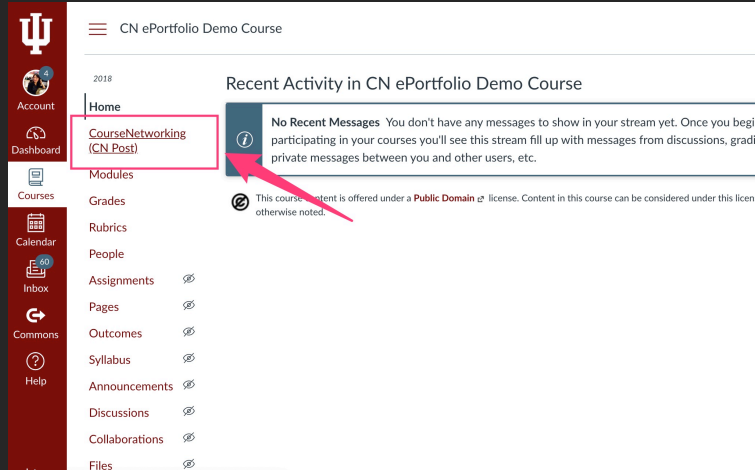 CN ePortfolio Demo Course
4
Account
Dashboard
Courses
Calendar
60
Inbox
Commons
Help
2018
Home
CourseNetworking
(CN Post)
Modules
Grades
Rubrics
People
Assignments
Pages
Outcomes
Syllabus
Announcements
Discussions
Collaborations
Files
Recent Activity in CN ePortfolio Demo Course
No Recent Messages You don't have any messages to show in your stream yet. Once you begi
participating in your courses you'll see this stream fill up with messages from discussions, gradi
private messages between you and other users, etc.
This course content is offered under a Public Domain license. Content in this course can be considered under this licen
otherwise noted.